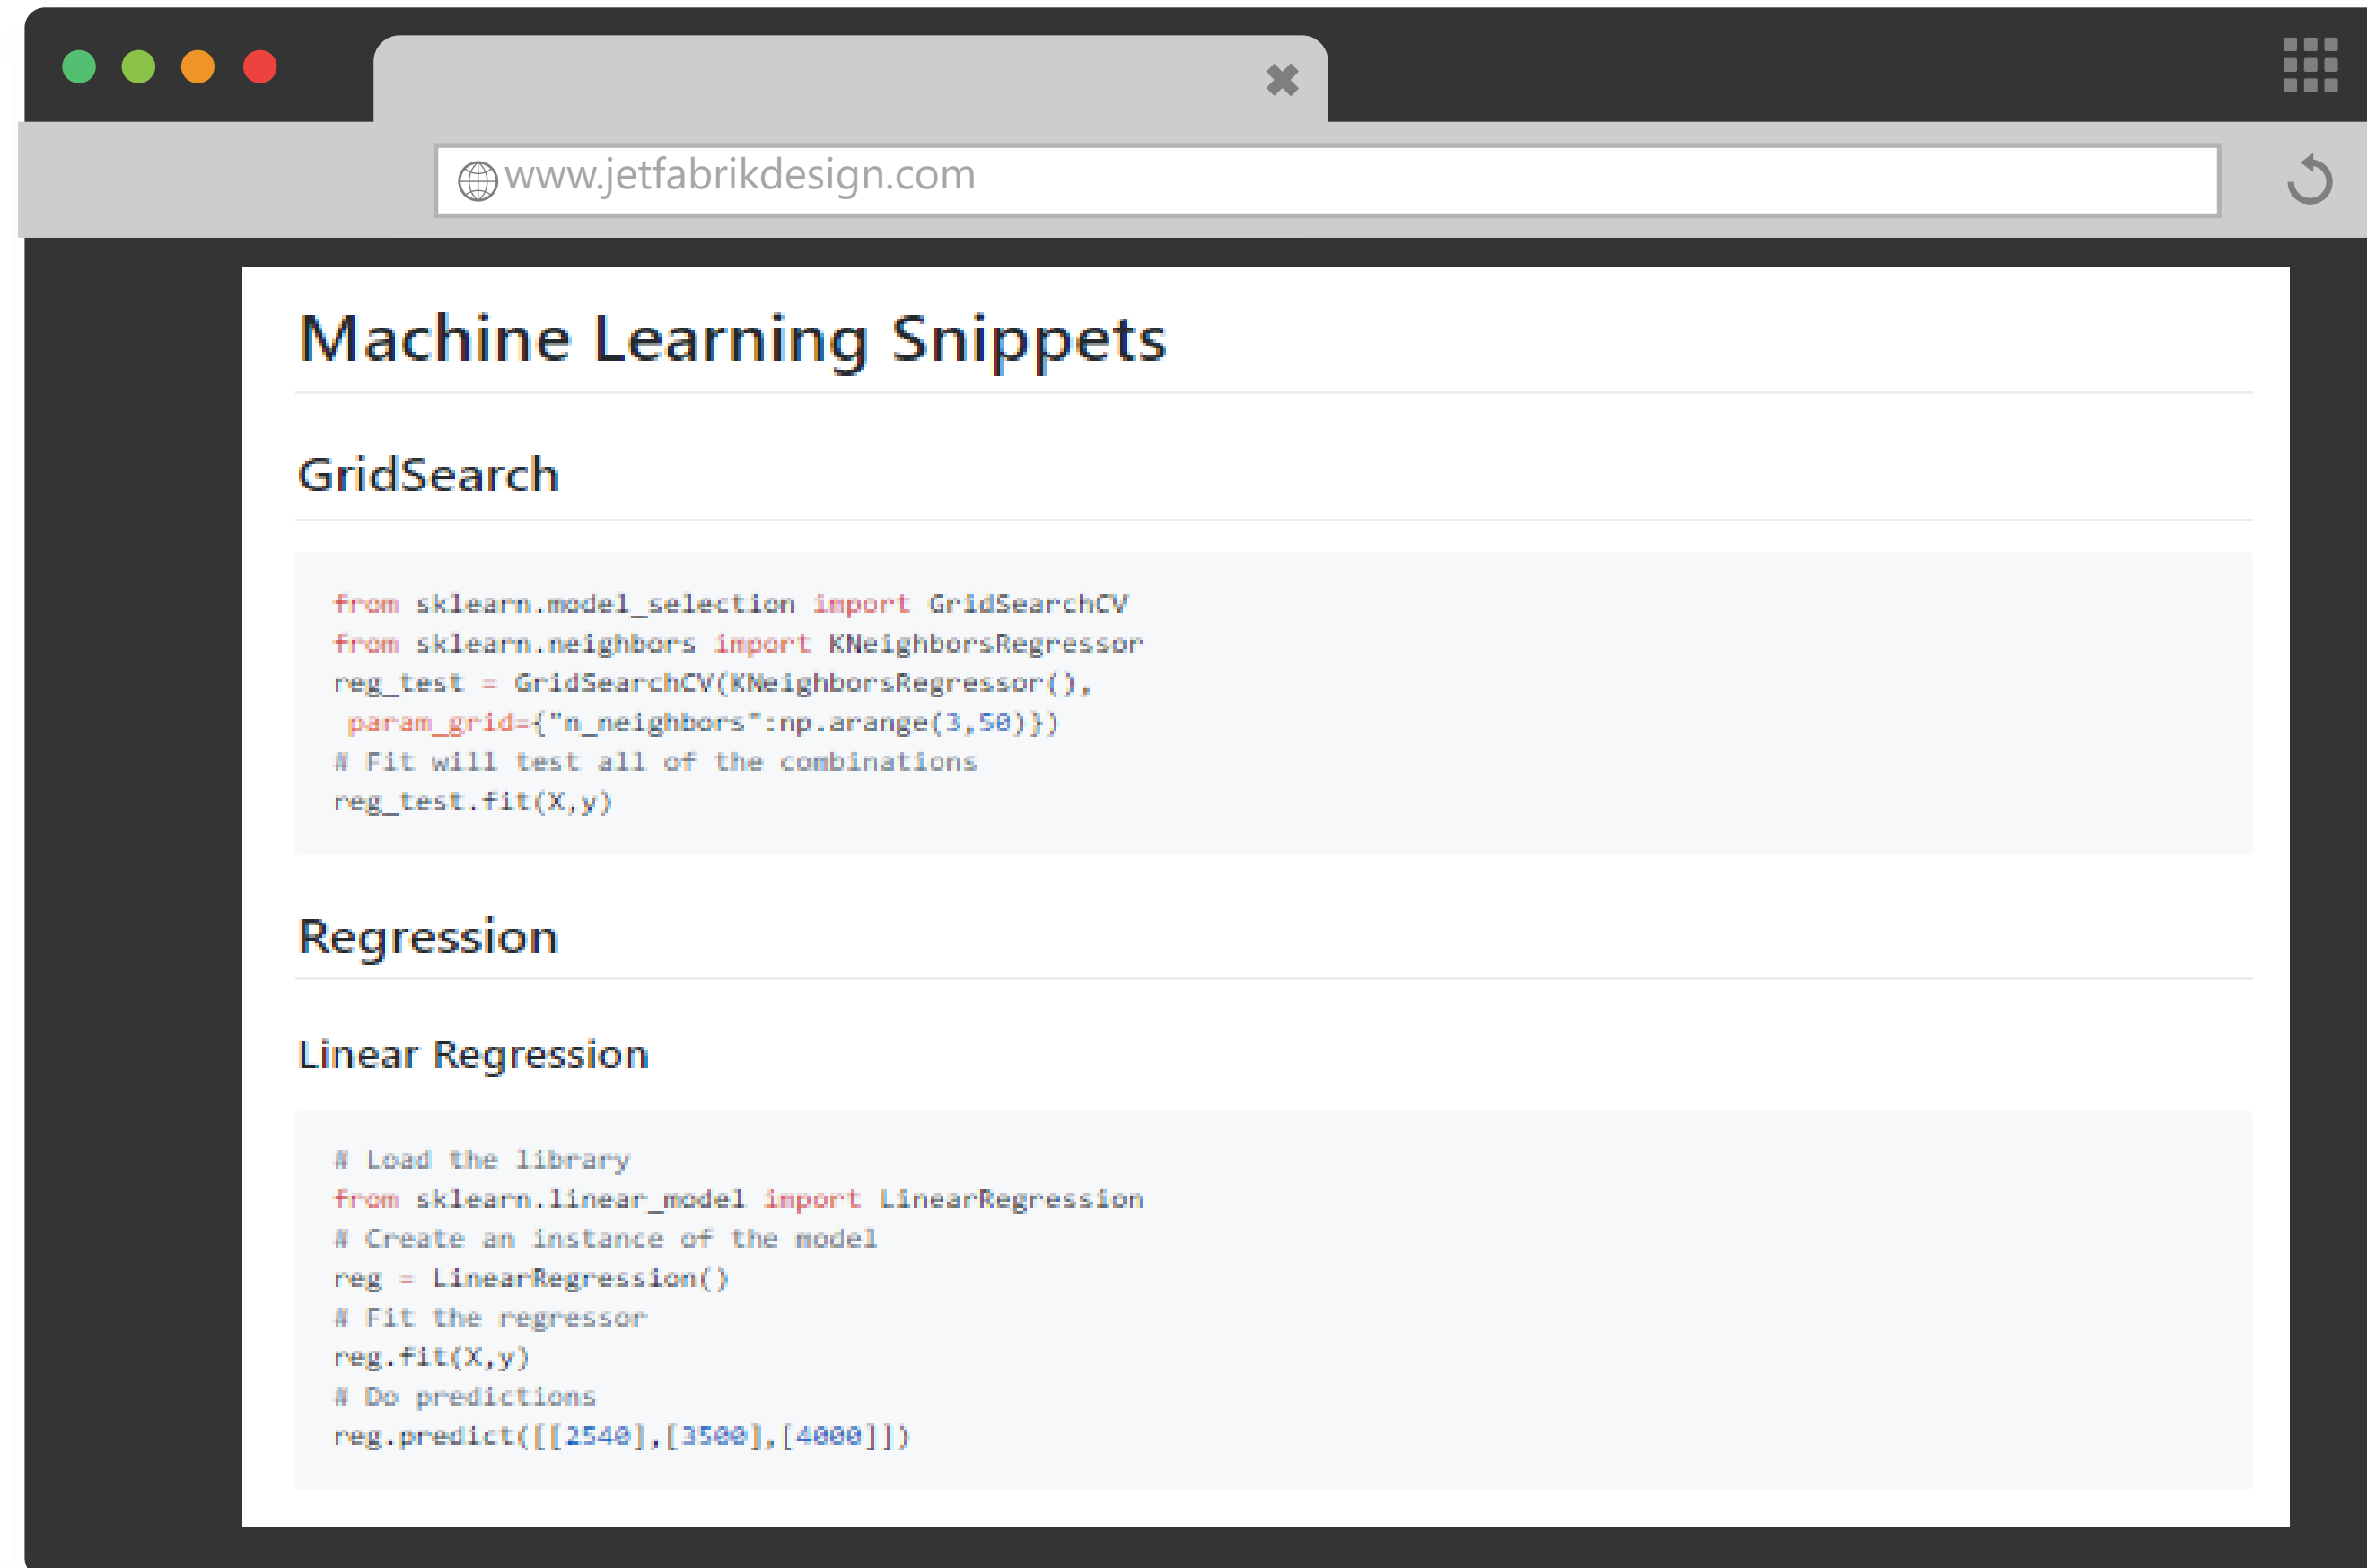 www.jetfabrikdesign.com
Machine Learning Snippets
GridSearch
from sklearn.model_selection import GridSearchCV
from sklearn.neighbors import KNeighborsRegressor
reg_test = GridSearchCV(KNeighborsRegressor(),
 param_grid={"n_neighbors":np.arange(3,50)})
# Fit will test all of the combinations
reg_test.fit(X,y)
Regression
Linear Regression
# Load the library
from sklearn.linear_model import LinearRegression
# Create an instance of the model
reg = LinearRegression()
# Fit the regressor
reg.fit(X,y)
# Do predictions
reg.predict([[2540],[3500],[4000]])